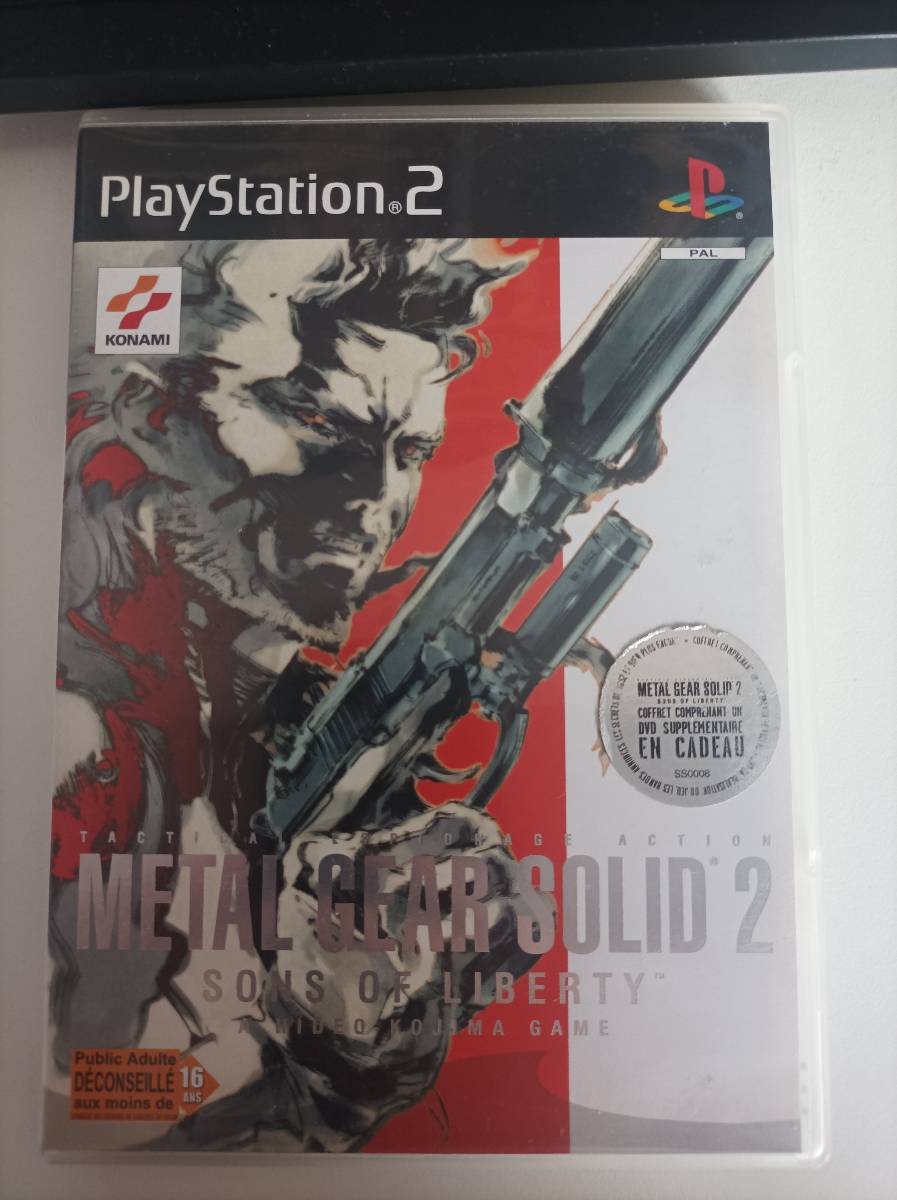 PlayStation®2
PAL
KONAMI
METAL GEAR SOLID 2
SONS OF LIBERTY
COFFRET COMPRENANT UN
DVD SUPPLEMENTAIRE
EN CADEAU
SS0008
TACTICAL ESPIONAGE ACTION
METAL GEAR SOLID® 2
SONS OF LIBERTY™
A HIDEO KOJIMA GAME
Public Adulte
DÉCONSEILLÉ
aux moins de
16
ANS